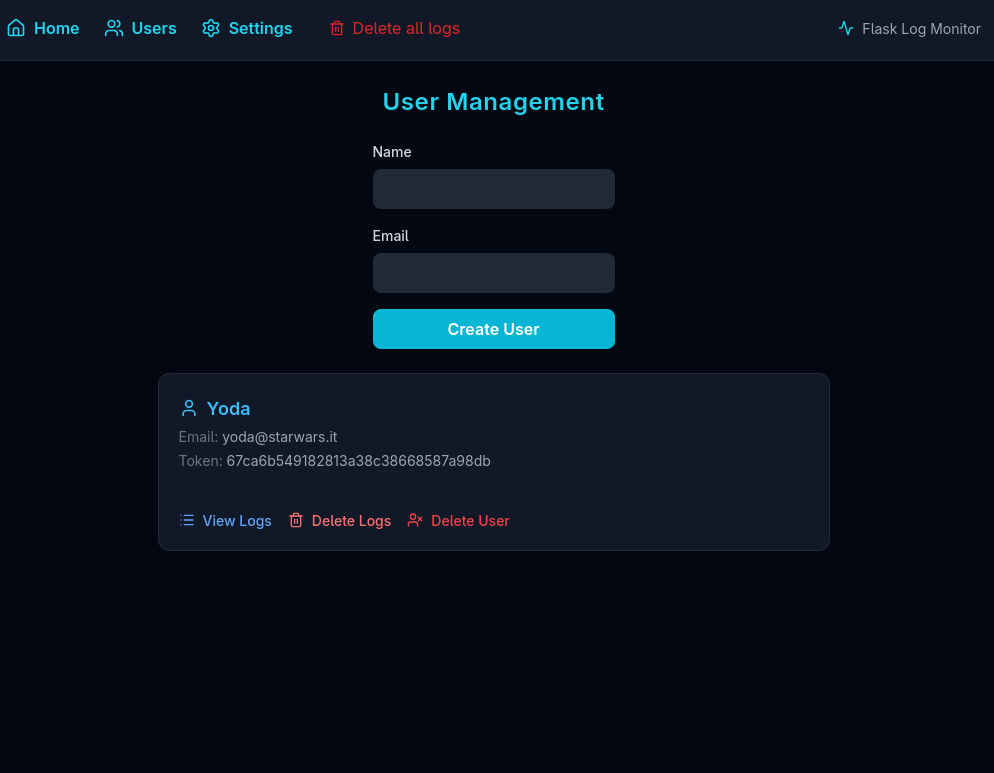 Home Users Settings Delete all logs Flask Log Monitor
User Management
Name
Email
Create User
Yoda
Email: yoda@starwars.it
Token: 67ca6b549182813a38c38668587a98db
View Logs Delete Logs Delete User